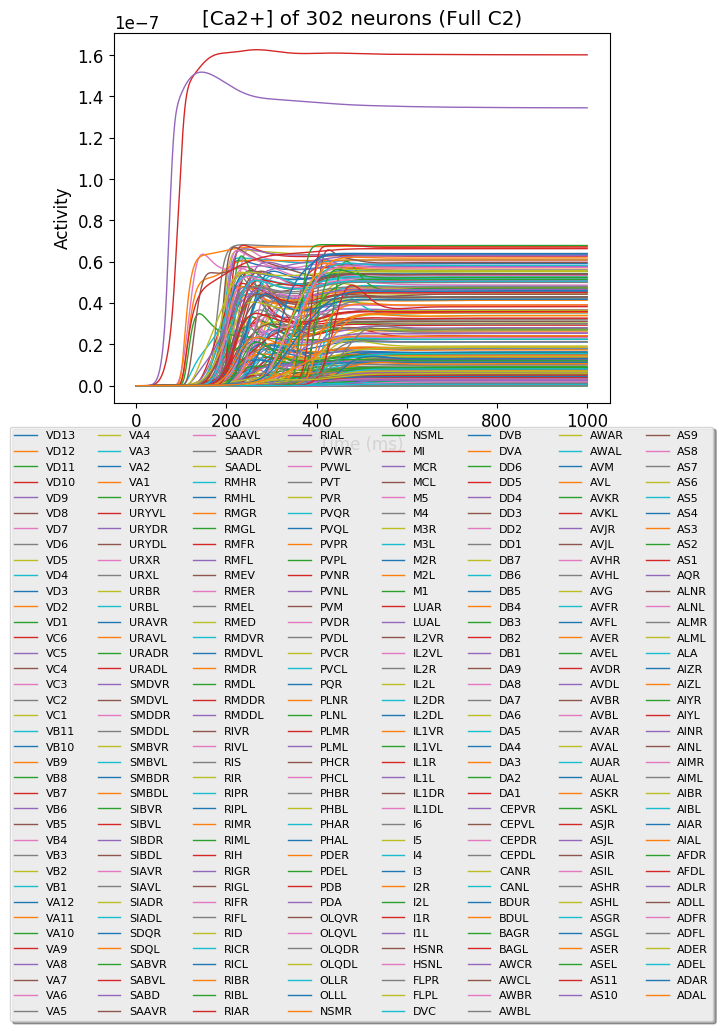 [Ca2+] of 302 neurons (Full C2)
1e−7
1.6
1.4
1.2
1.0
0.8
0.6
0.4
0.2
0.0
Activity
0 200 400 600 800 1000
Time (ms)
VD13 VA4 SAAVL RIAL NSML DVB AWAR AS9
VD12 VA3 SAADR PVWR MI DVA AWAL AS8
VD11 VA2 SAADL PVWL MCR DD6 AVM AS7
VD10 VA1 RMHR PVT MCL DD5 AVL AS6
VD9 URYVR RMHL PVR M5 DD4 AVKR AS5
VD8 URYVL RMGR PVQR M4 DD3 AVKL AS4
VD7 URYDR RMGL PVQL M3R DD2 AVJR AS3
VD6 URYDL RMFR PVPR M3L DD1 AVJL AS2
VD5 URXR RMFL PVPL M2R DB7 AVHR AS1
VD4 URXL RMEV PVNR M2L DB6 AVHL AQR
VD3 URBR RMER PVNL M1 DB5 AVG ALNR
VD2 URBL RMEL PVM LUAR DB4 AVFR ALNL
VD1 URAVR RMED PVDR LUAL DB3 AVFL ALMR
VC6 URAVL RMDVR PVDL IL2VR DB2 AVER ALML
VC5 URADR RMDVL PVCR IL2VL DB1 AVEL ALA
VC4 URADL RMDR PVCL IL2R DA9 AVDR AIZR
VC3 SMDVR RMDL PQR IL2L DA8 AVDL AIZL
VC2 SMDVL RMDDR PLNR IL2DR DA7 AVBR AIYR
VC1 SMDDR RMDDL PLNL IL2DL DA6 AVBL AIYL
VB11 SMDDL RIVR PLMR IL1VR DA5 AVAR AINR
VB10 SMBVR RIVL PLML IL1VL DA4 AVAL AINL
VB9 SMBVL RIS PHCR IL1R DA3 AUAR AIMR
VB8 SMBDR RIR PHCL IL1L DA2 AUAL AIML
VB7 SMBDL RIPR PHBR IL1DR DA1 ASKR AIBR
VB6 SIBVR RIPL PHBL IL1DL CEPVR ASKL AIBL
VB5 SIBVL RIMR PHAR I6 CEPVL ASJR AIAR
VB4 SIBDR RIML PHAL I5 CEPDR ASJL AIAL
VB3 SIBDL RIH PDER I4 CEPDL ASIR AFDR
VB2 SIAVR RIGR PDEL I3 CANR ASIL AFDL
VB1 SIAVL RIGL PDB I2R CANL ASHR ADLR
VA12 SIADR RIFR PDA I2L BDUR ASHL ADLL
VA11 SIADL RIFL OLQVR I1R BDUL ASGR ADFR
VA10 SDQR RID OLQVL I1L BAGR ASGL ADFL
VA9 SDQL RICR OLQDR HSNR BAGL ASER ADER
VA8 SABVR RICL OLQDL HSNL AWCR ASEL ADEL
VA7 SABVL RIBR OLLR FLPR AWCL AS11 ADAR
VA6 SABD RIBL OLLL FLPL AWBR AS10 ADAL
VA5 SAAVR RIAR NSMR DVC AWBL